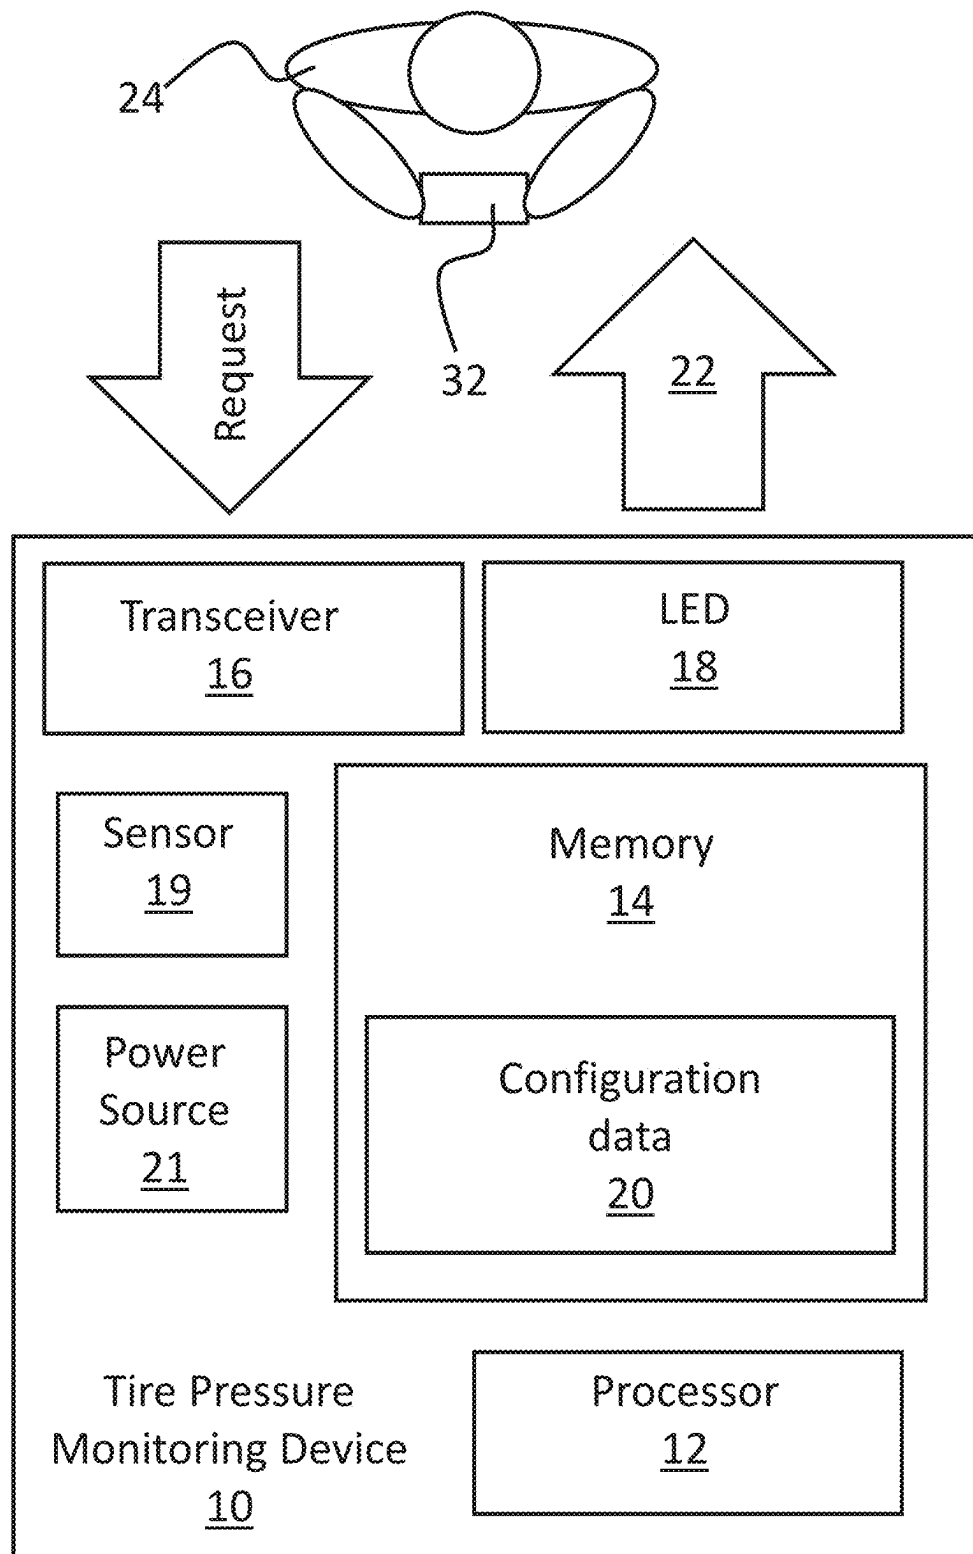 24
32
Request
22
Transceiver
16
LED
18
Sensor
19
Memory
14
Power
Source
21
Configuration
data
20
Tire Pressure
Monitoring Device
10
Processor
12